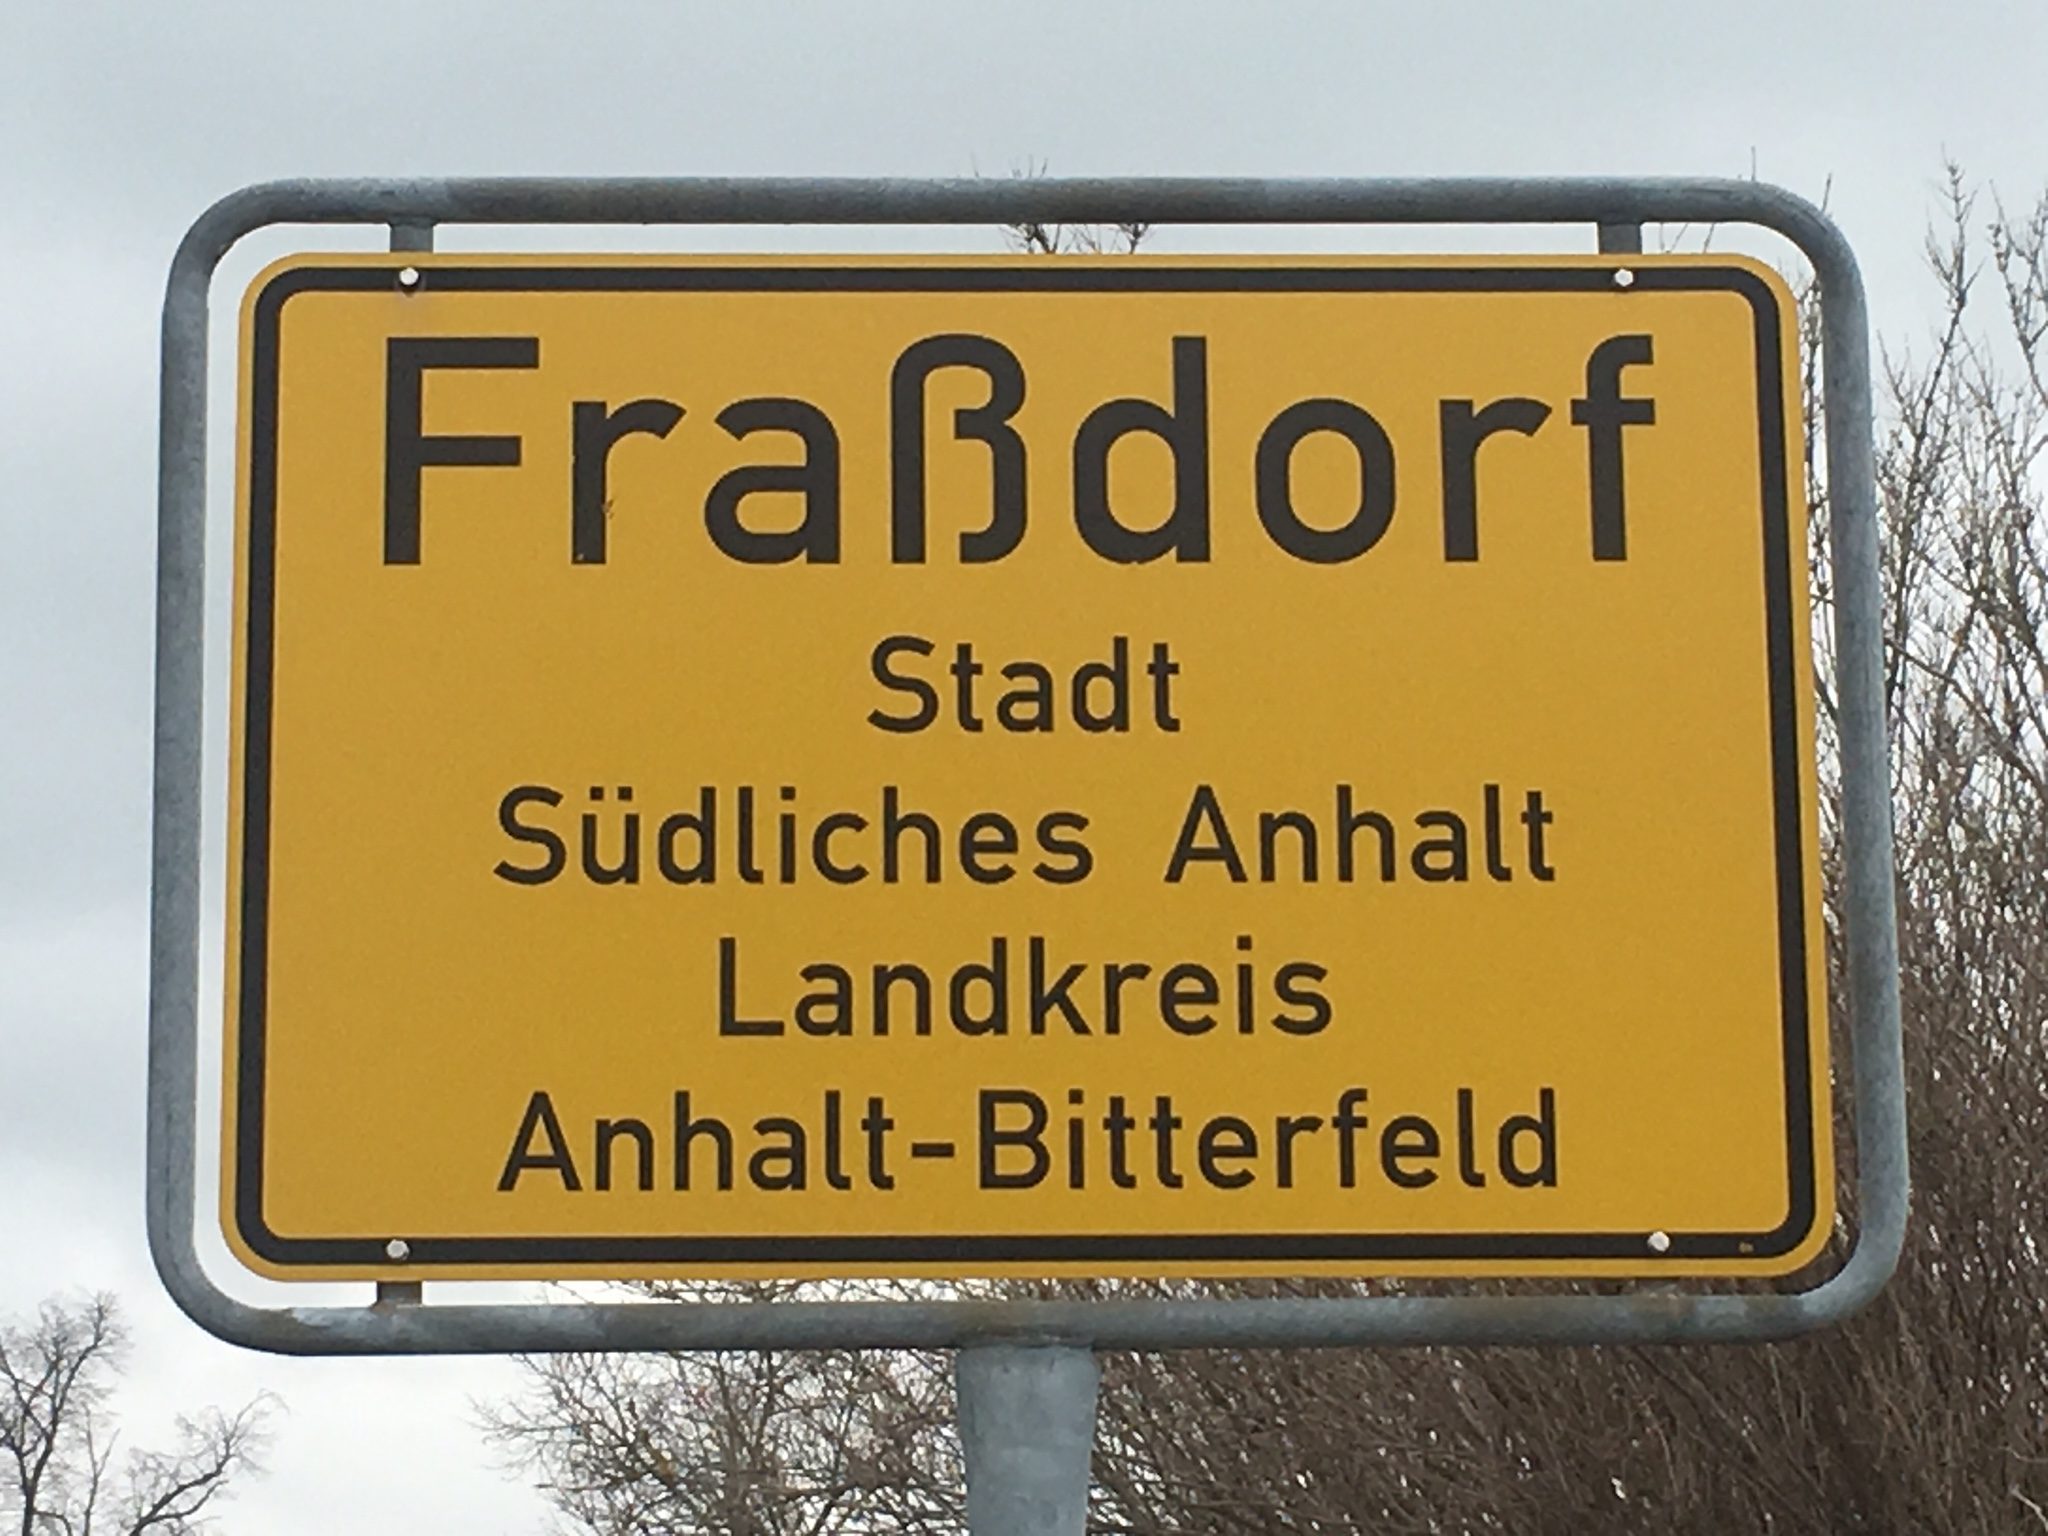 Fraßdorf
Stadt
Südliches Anhalt
Landkreis
Anhalt-Bitterfeld